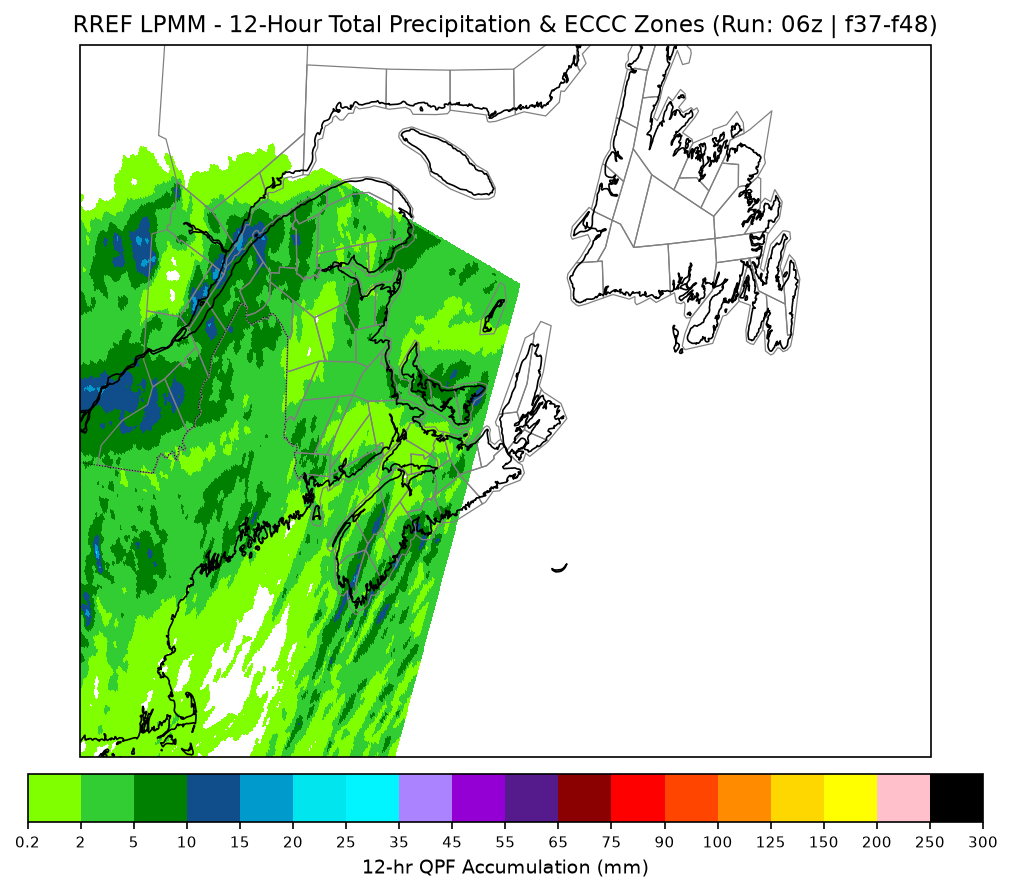 RREF LPMM - 12-Hour Total Precipitation & ECCC Zones (Run: 06z | f37-f48)
0.2 2 5 10 15 20 25 35 45 55 65 75 90 100 125 150 200 250 300
12-hr QPF Accumulation (mm)